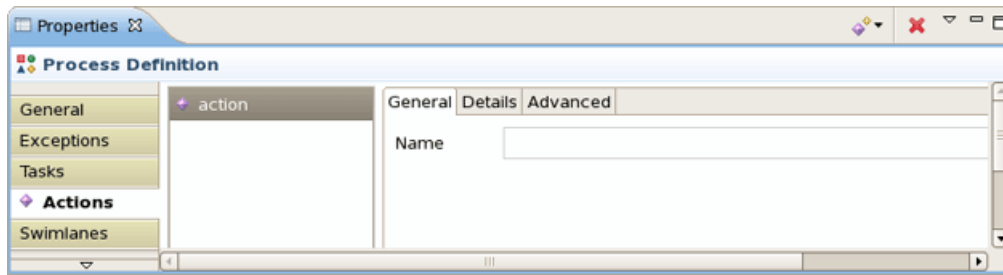 Properties
Process Definition
General
Exceptions
Tasks
Actions
Swimlanes
action
General Details Advanced
Name